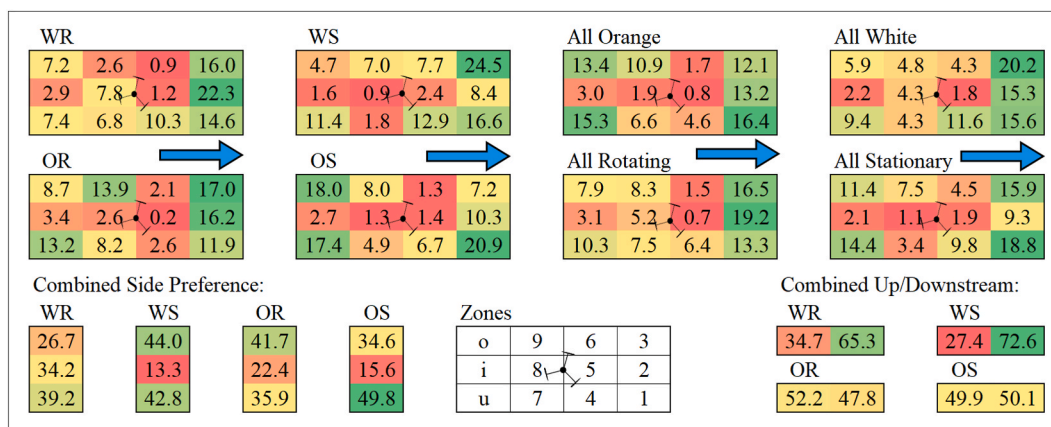 WR WS All Orange All White
7.2 2.6 0.9 16.0 4.7 7.0 7.7 24.5 13.4 10.9 1.7 12.1 5.9 4.8 4.3 20.2
2.9 7.8 1.2 22.3 1.6 0.9 2.4 8.4 3.0 1.9 0.8 13.2 2.2 4.3 1.8 15.3
7.4 6.8 10.3 14.6 11.4 1.8 12.9 16.6 15.3 6.6 4.6 16.4 9.4 4.3 11.6 15.6
OR OS All Rotating All Stationary
8.7 13.9 2.1 17.0 18.0 8.0 1.3 7.2 7.9 8.3 1.5 16.5 11.4 7.5 4.5 15.9
3.4 2.6 0.2 16.2 2.7 1.3 1.4 10.3 3.1 5.2 0.7 19.2 2.1 1.1 1.9 9.3
13.2 8.2 2.6 11.9 17.4 4.9 6.7 20.9 10.3 7.5 6.4 13.3 14.4 3.4 9.8 18.8
Combined Side Preference: Combined Up/Downstream:
WR WS OR OS Zones WR WS
26.7 44.0 41.7 34.6 o 9 6 3 34.7 65.3 27.4 72.6
34.2 13.3 22.4 15.6 i 8 5 2 OR OS
39.2 42.8 35.9 49.8 u 7 4 1 52.2 47.8 49.9 50.1